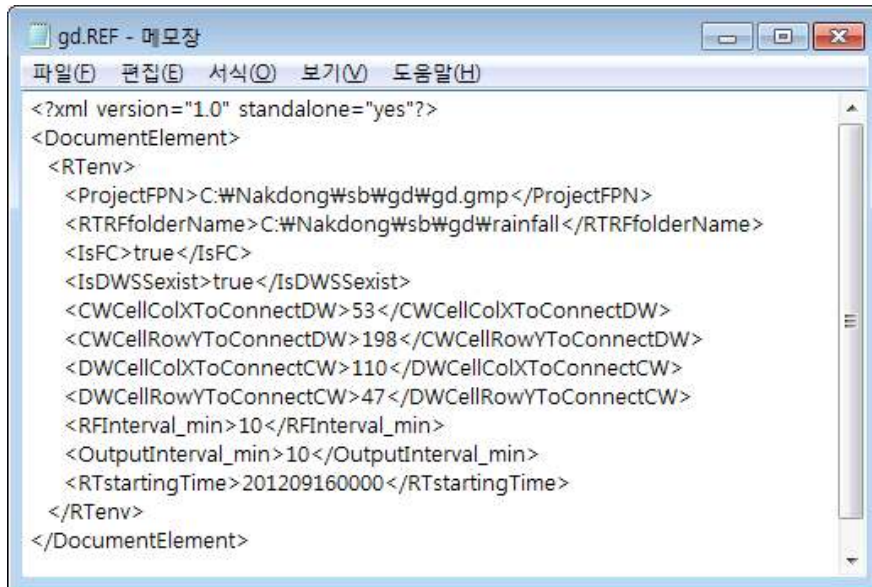 gd.REF - 메모장
파일(F) 편집(E) 서식(O) 보기(V) 도움말(H)
<?xml version="1.0" standalone="yes"?>
<DocumentElement>
<RTenv>
<ProjectFPN>C:₩Nakdong₩sb₩gd₩gd.gmp</ProjectFPN>
<RTRFfolderName>C:₩Nakdong₩sb₩gd₩rainfall</RTRFfolderName>
<IsFC>true</IsFC>
<IsDWSSexist>true</IsDWSSexist>
<CWCellColXToConnectDW>53</CWCellColXToConnectDW>
<CWCellRowYToConnectDW>198</CWCellRowYToConnectDW>
<DWCellColXToConnectCW>110</DWCellColXToConnectCW>
<DWCellRowYToConnectCW>47</DWCellRowYToConnectCW>
<RFInterval_min>10</RFInterval_min>
<OutputInterval_min>10</OutputInterval_min>
<RTstartingTime>201209160000</RTstartingTime>
</RTenv>
</DocumentElement>